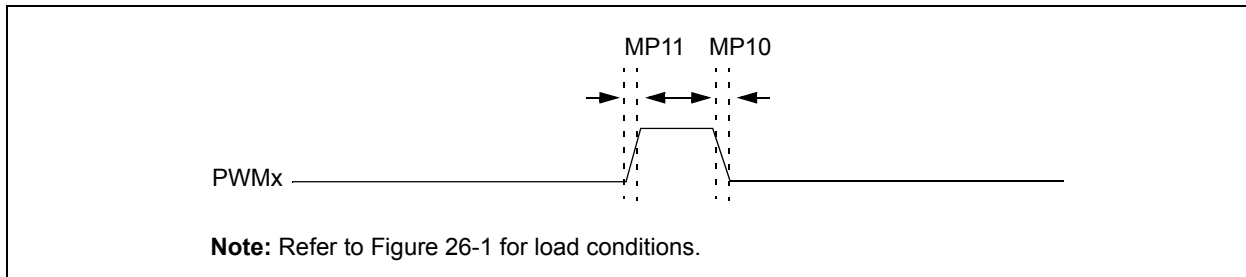 MP11 MP10
PWMx
Note: Refer to Figure 26-1 for load conditions.